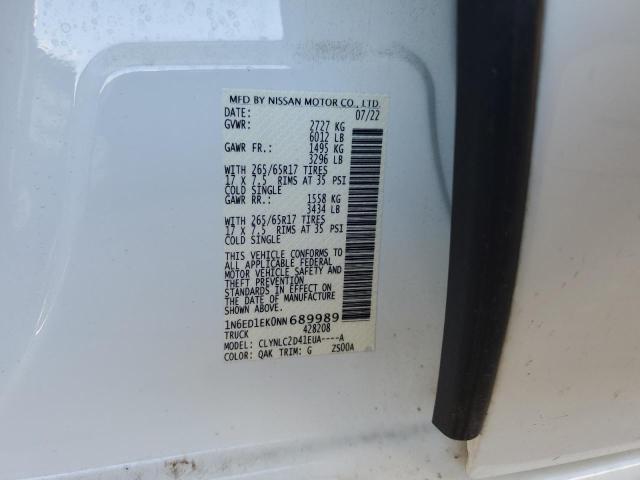 MFD BY NISSAN MOTOR CO., LTD.
DATE: 07/22
GVWR: 2727 KG
6012 LB
GAWR FR.: 1495 KG
3296 LB
WITH 265/65R17 TIRES
17 X 7.5 RIMS AT 35 PSI
COLD SINGLE
GAWR RR.: 1558 KG
3434 LB
WITH 265/65R17 TIRES
17 X 7.5 RIMS AT 35 PSI
COLD SINGLE
THIS VEHICLE CONFORMS TO
ALL APPLICABLE FEDERAL
MOTOR VEHICLE SAFETY AND
THEFT PREVENTION
STANDARDS IN EFFECT ON
THE DATE OF MANUFACTURE
SHOWN ABOVE.
1N6ED1EK0NN689989
TRUCK 428208
MODEL: CLYNLC2D41EUA----A
COLOR: QAK TRIM: G ZS00A